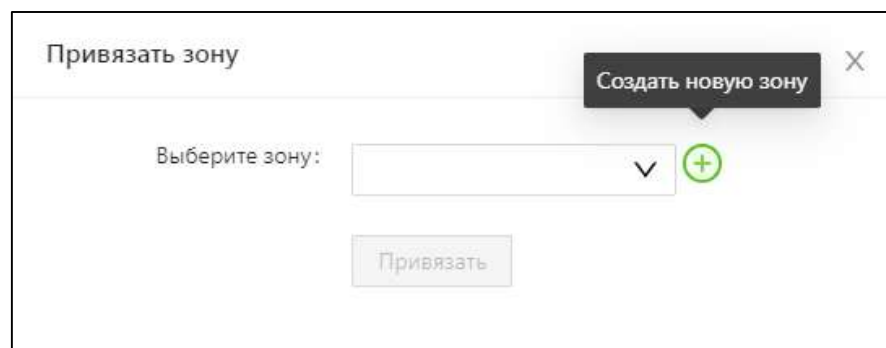 Привязать зону
Создать новую зону
Выберите зону:
Привязать